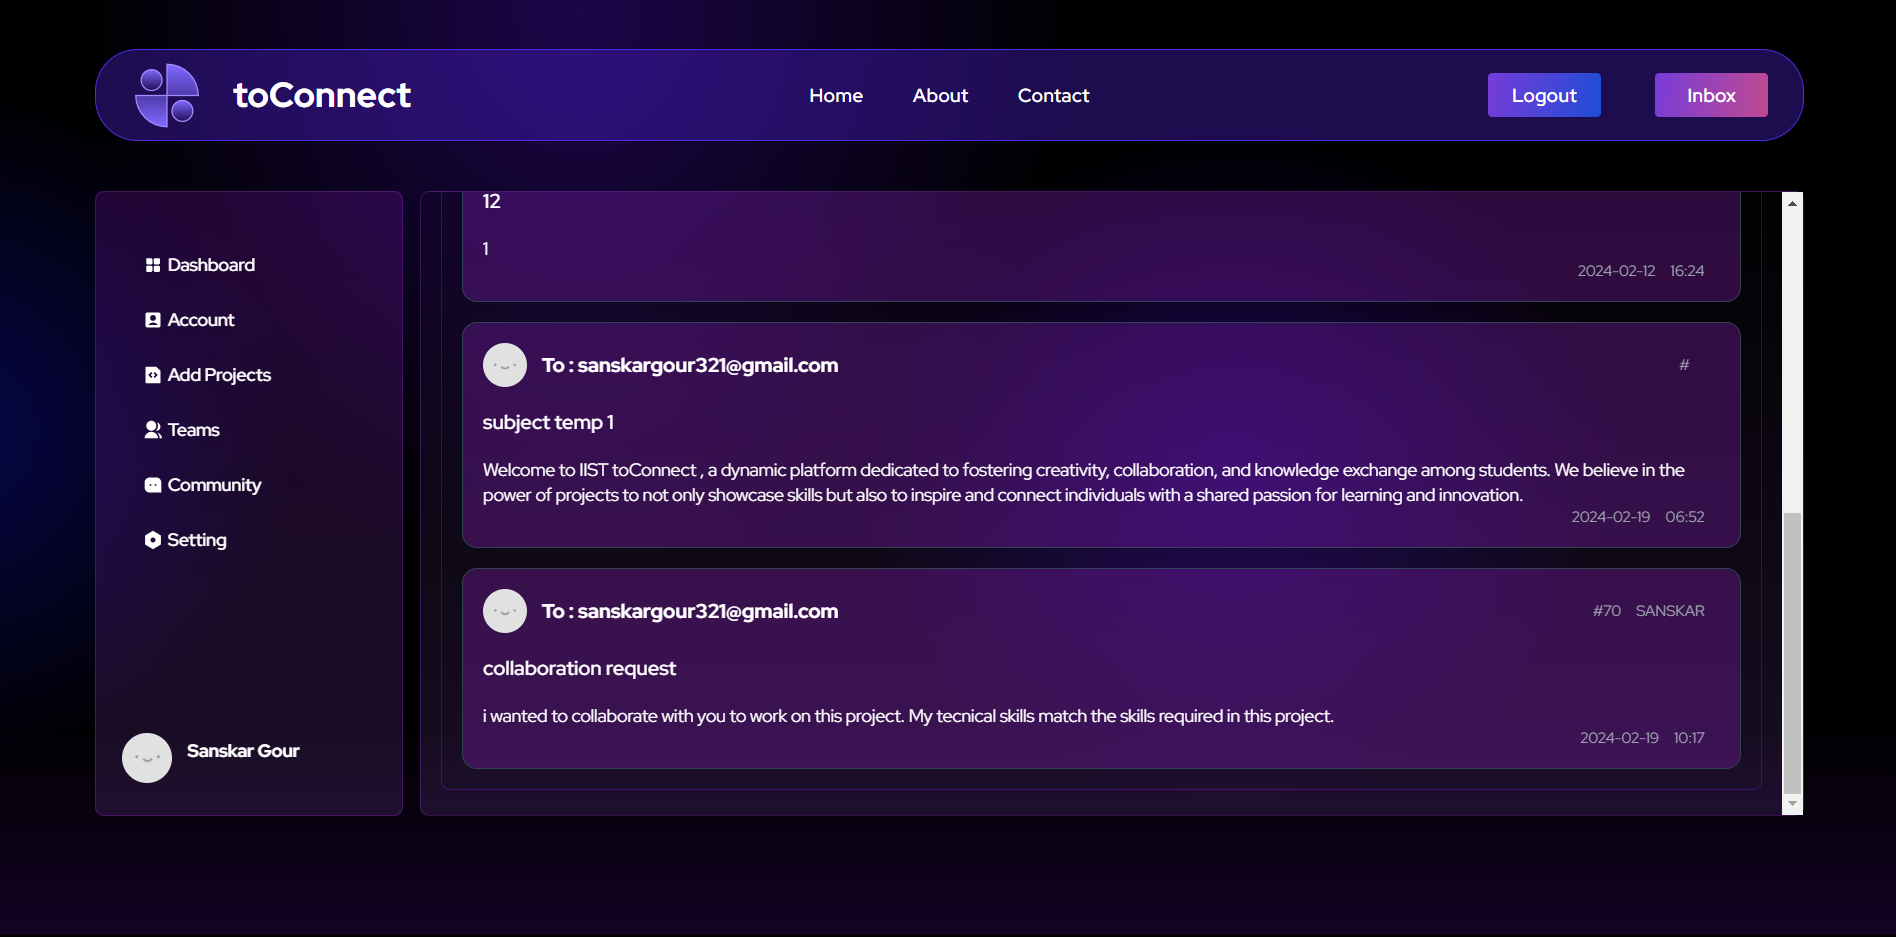 toConnect
Home
About
Contact
Logout
Inbox
Dashboard
Account
Add Projects
Teams
Community
Setting
Sanskar Gour
12
1
2024-02-12 16:24
To : sanskargour321@gmail.com
#
subject temp 1
Welcome to IIST toConnect , a dynamic platform dedicated to fostering creativity, collaboration, and knowledge exchange among students. We believe in the
power of projects to not only showcase skills but also to inspire and connect individuals with a shared passion for learning and innovation.
2024-02-19 06:52
To : sanskargour321@gmail.com
#70 SANSKAR
collaboration request
i wanted to collaborate with you to work on this project. My tecnical skills match the skills required in this project.
2024-02-19 10:17